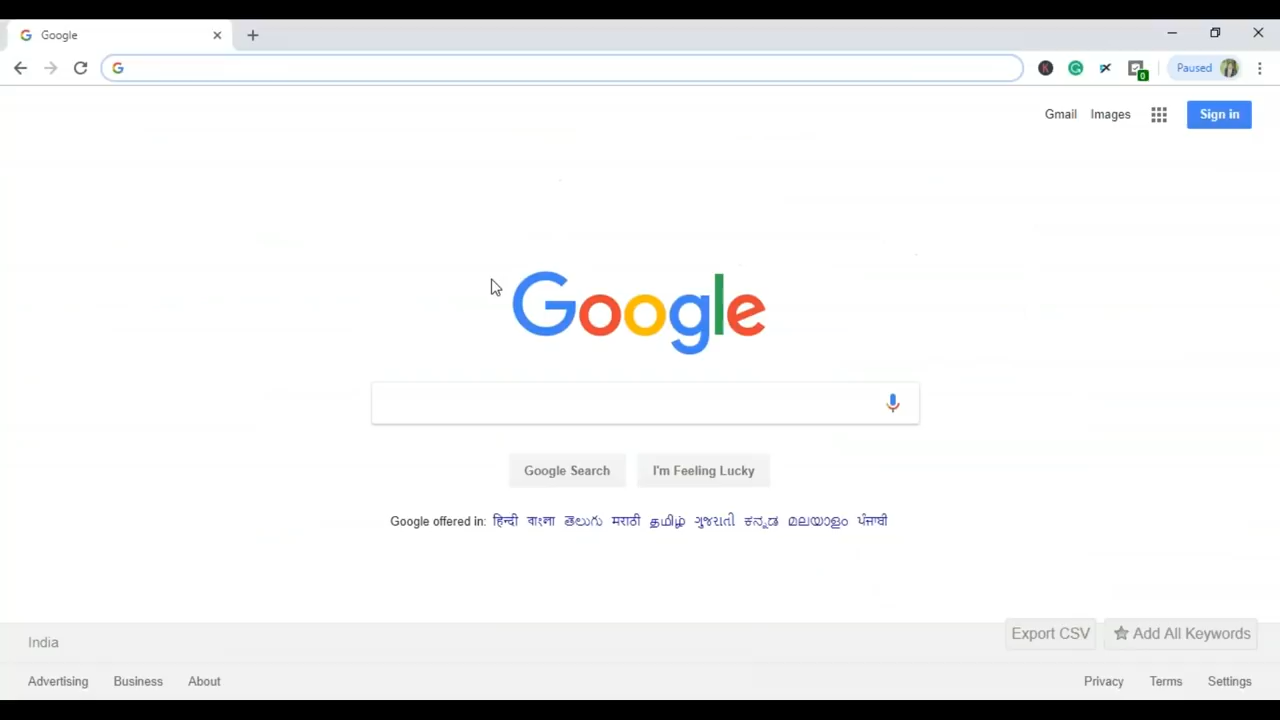 Google
Paused
0
Gmail Images Sign in
Google
Google Search I'm Feeling Lucky
Google offered in: हिन्दी বাংলা తెలుగు मराठी தமிழ் ગુજરાતી ಕನ್ನಡ മലയാളം ਪੰਜਾਬੀ
India
Export CSV Add All Keywords
Advertising Business About Privacy Terms Settings